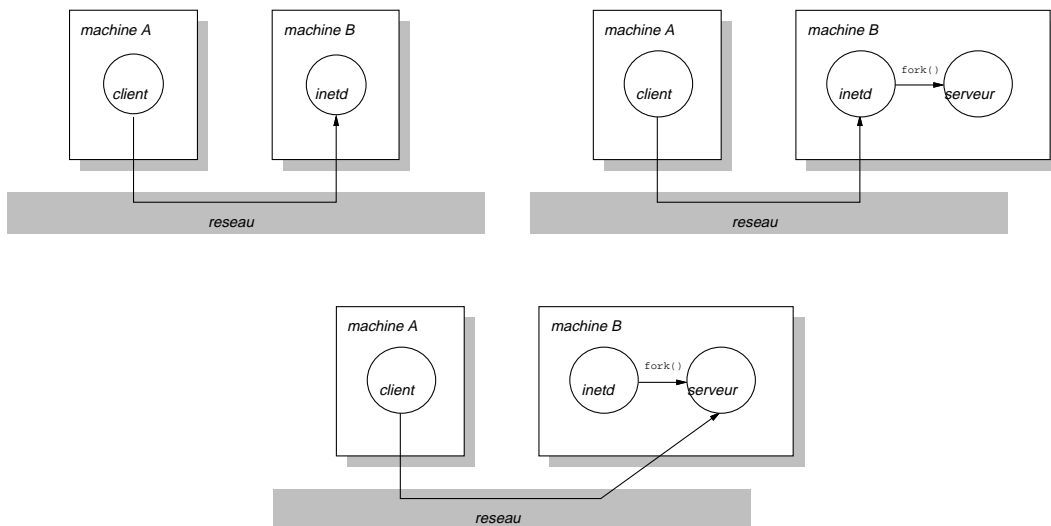 machine A
client
machine B
inetd
reseau
machine A
client
machine B
inetd
fork()
serveur
reseau
machine A
client
machine B
inetd
fork()
serveur
reseau